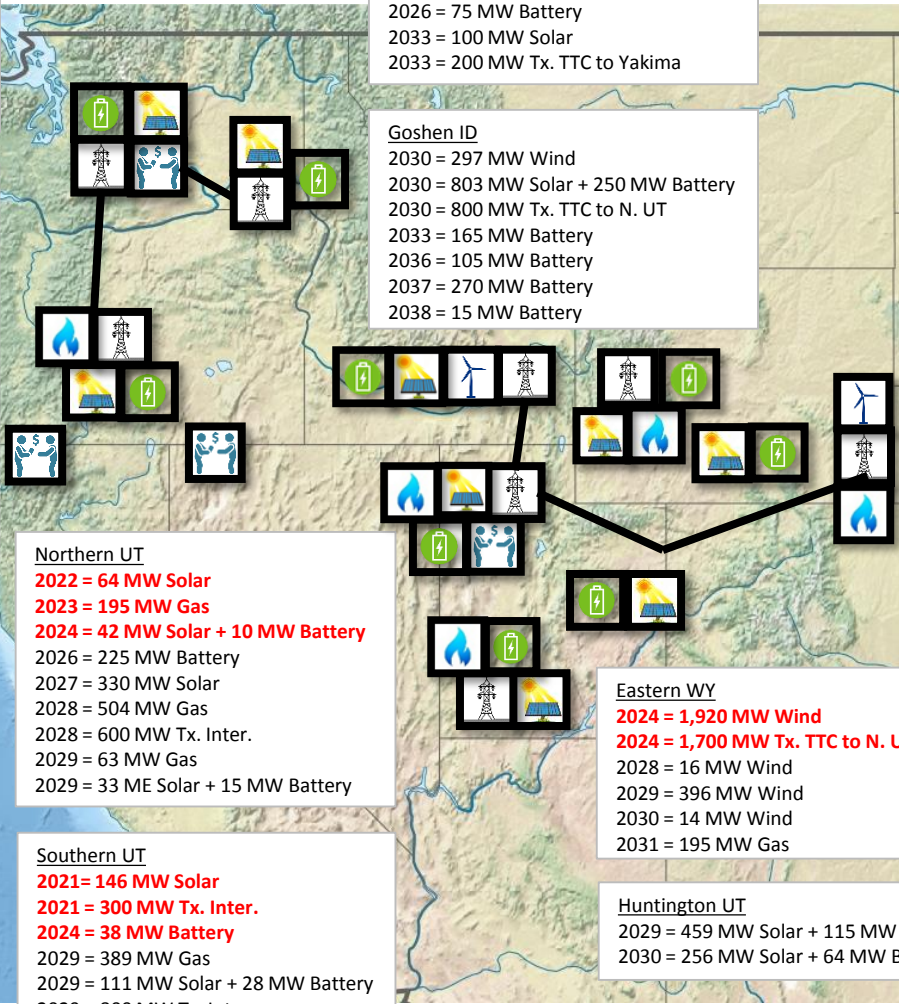 2026 = 75 MW Battery
2033 = 100 MW Solar
2033 = 200 MW Tx. TTC to Yakima
Goshen ID
2030 = 297 MW Wind
2030 = 803 MW Solar + 250 MW Battery
2030 = 800 MW Tx. TTC to N. UT
2033 = 165 MW Battery
2036 = 105 MW Battery
2037 = 270 MW Battery
2038 = 15 MW Battery
Northern UT
2022 = 64 MW Solar
2023 = 195 MW Gas
2024 = 42 MW Solar + 10 MW Battery
2026 = 225 MW Battery
2027 = 330 MW Solar
2028 = 504 MW Gas
2028 = 600 MW Tx. Inter.
2029 = 63 MW Gas
2029 = 33 ME Solar + 15 MW Battery
Eastern WY
2024 = 1,920 MW Wind
2024 = 1,700 MW Tx. TTC to N.
2028 = 16 MW Wind
2029 = 396 MW Wind
2030 = 14 MW Wind
2031 = 195 MW Gas
Southern UT
2021= 146 MW Solar
2021 = 300 MW Tx. Inter.
2024 = 38 MW Battery
2029 = 389 MW Gas
2029 = 111 MW Solar + 28 MW Battery
Huntington UT
2029 = 459 MW Solar + 115 MW
2030 = 256 MW Solar + 64 MW